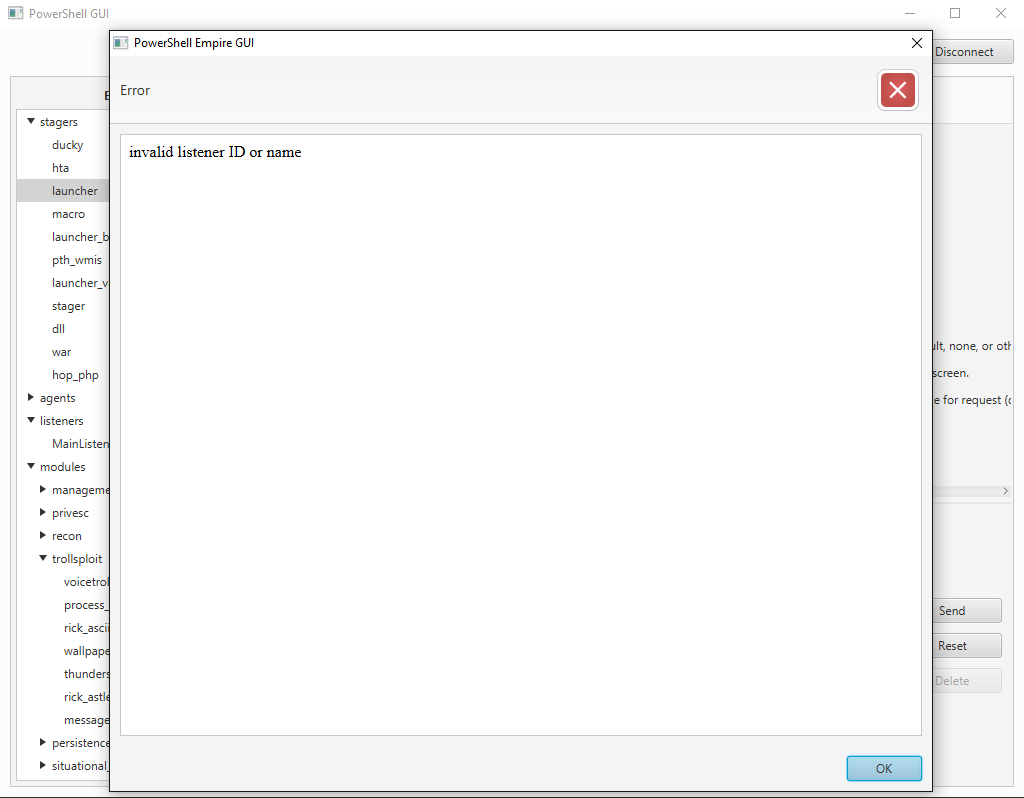 PowerShell GUI
PowerShell Empire GUI
Disconnect
Error
invalid listener ID or name
stagers
ducky
hta
launcher
macro
launcher_b
pth_wmis
launcher_v
stager
dll
war
hop_php
agents
listeners
MainListen
modules
manageme
privesc
recon
trollsploit
voicetrol
process_
rick_ascii
wallpape
thunders
rick_astle
message
persistence
situational_
ult, none, or oth
screen.
e for request (c
Send
Reset
Delete
OK